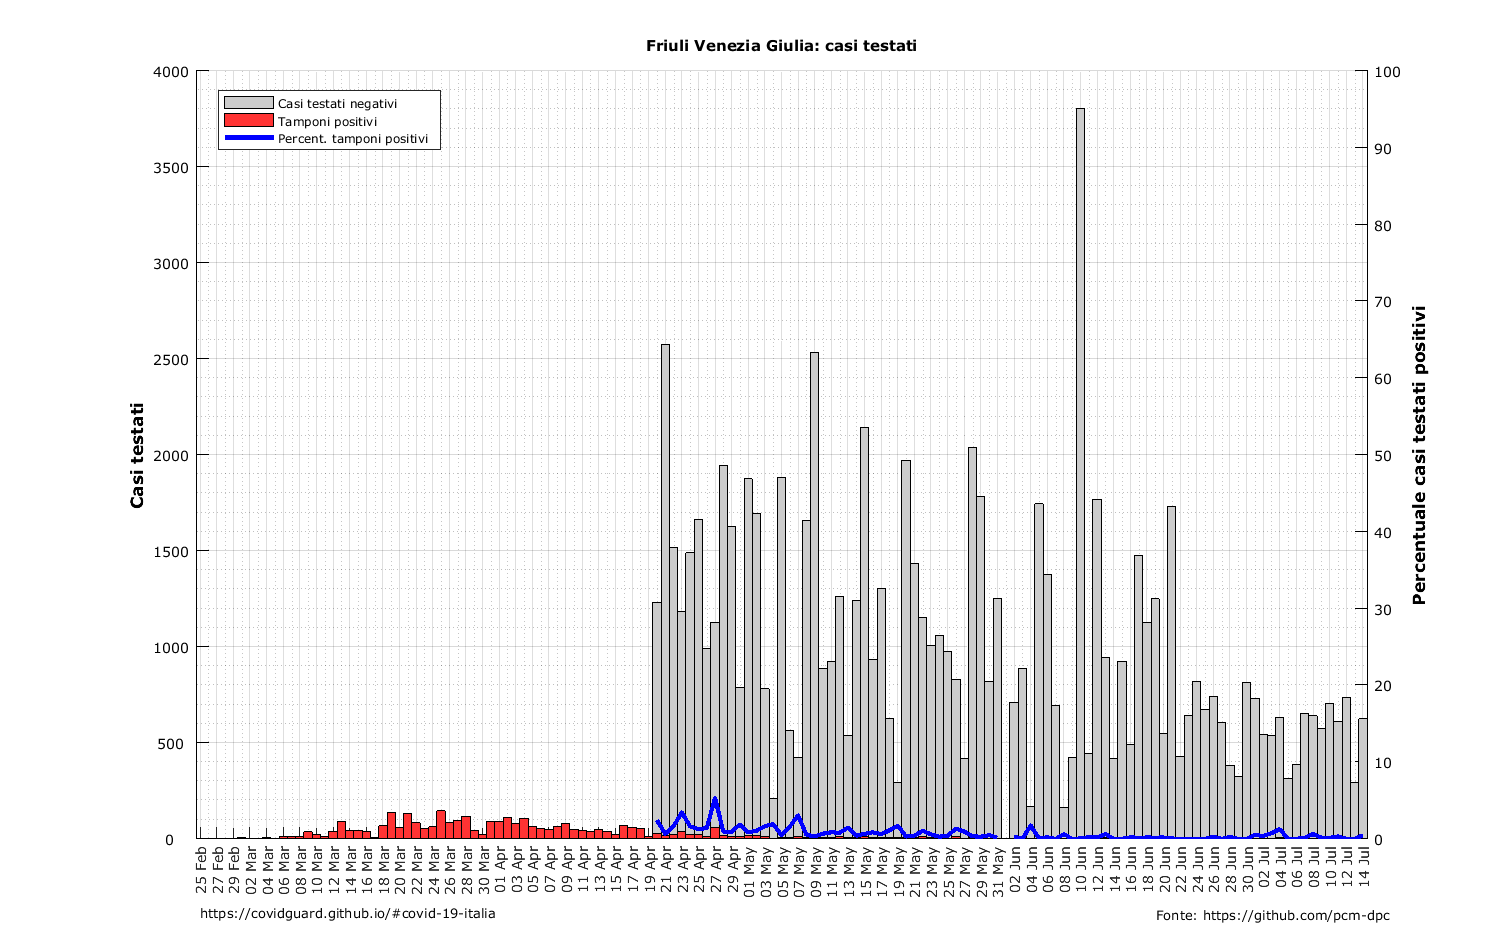 Friuli Venezia Giulia: casi testati
Casi testati negativi
Tamponi positivi
Percent. tamponi positivi
Casi testati
4000
3500
3000
2500
2000
1500
1000
500
0
100
90
80
70
60
50
40
30
20
10
0
Percentuale casi testati positivi
25 Feb
27 Feb
29 Feb
02 Mar
04 Mar
06 Mar
08 Mar
10 Mar
12 Mar
14 Mar
16 Mar
18 Mar
20 Mar
22 Mar
24 Mar
26 Mar
28 Mar
30 Mar
01 Apr
03 Apr
05 Apr
07 Apr
09 Apr
11 Apr
13 Apr
15 Apr
17 Apr
19 Apr
21 Apr
23 Apr
25 Apr
27 Apr
29 Apr
01 May
03 May
05 May
07 May
09 May
11 May
13 May
15 May
17 May
19 May
21 May
23 May
25 May
27 May
29 May
31 May
02 Jun
04 Jun
06 Jun
08 Jun
10 Jun
12 Jun
14 Jun
16 Jun
18 Jun
20 Jun
22 Jun
24 Jun
26 Jun
28 Jun
30 Jun
02 Jul
04 Jul
06 Jul
08 Jul
10 Jul
12 Jul
14 Jul
https://covidguard.github.io/#covid-19-italia
Fonte: https://github.com/pcm-dpc